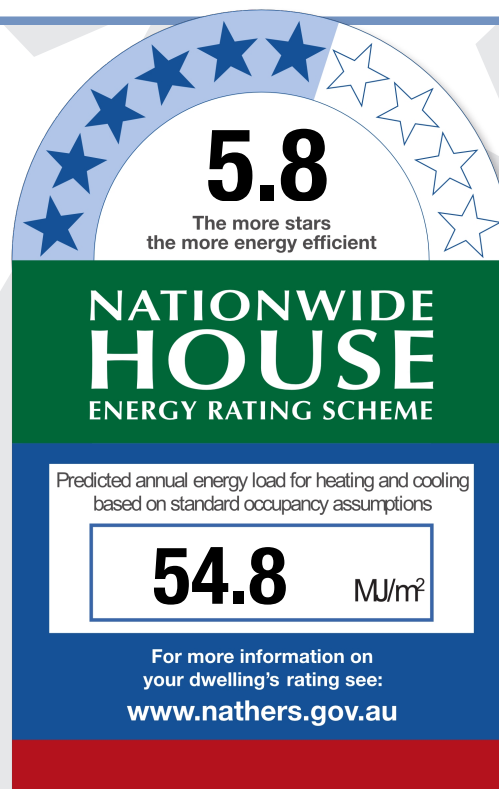 5.8
The more stars
the more energy efficient
NATIONWIDE
HOUSE
ENERGY RATING SCHEME
Predicted annual energy load for heating and cooling
based on standard occupancy assumptions
54.8 MJ/m²
For more information on
your dwelling's rating see:
www.nathers.gov.au